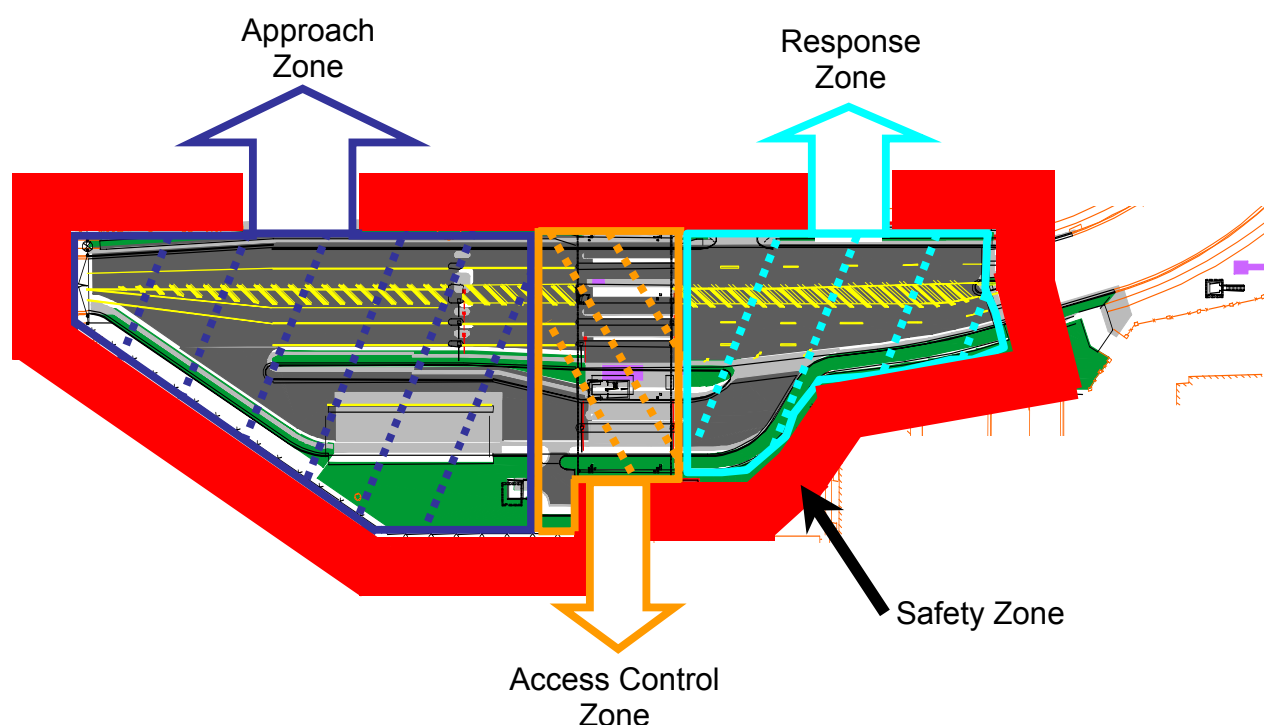 Approach
Zone
Response
Zone
Safety Zone
Access Control
Zone